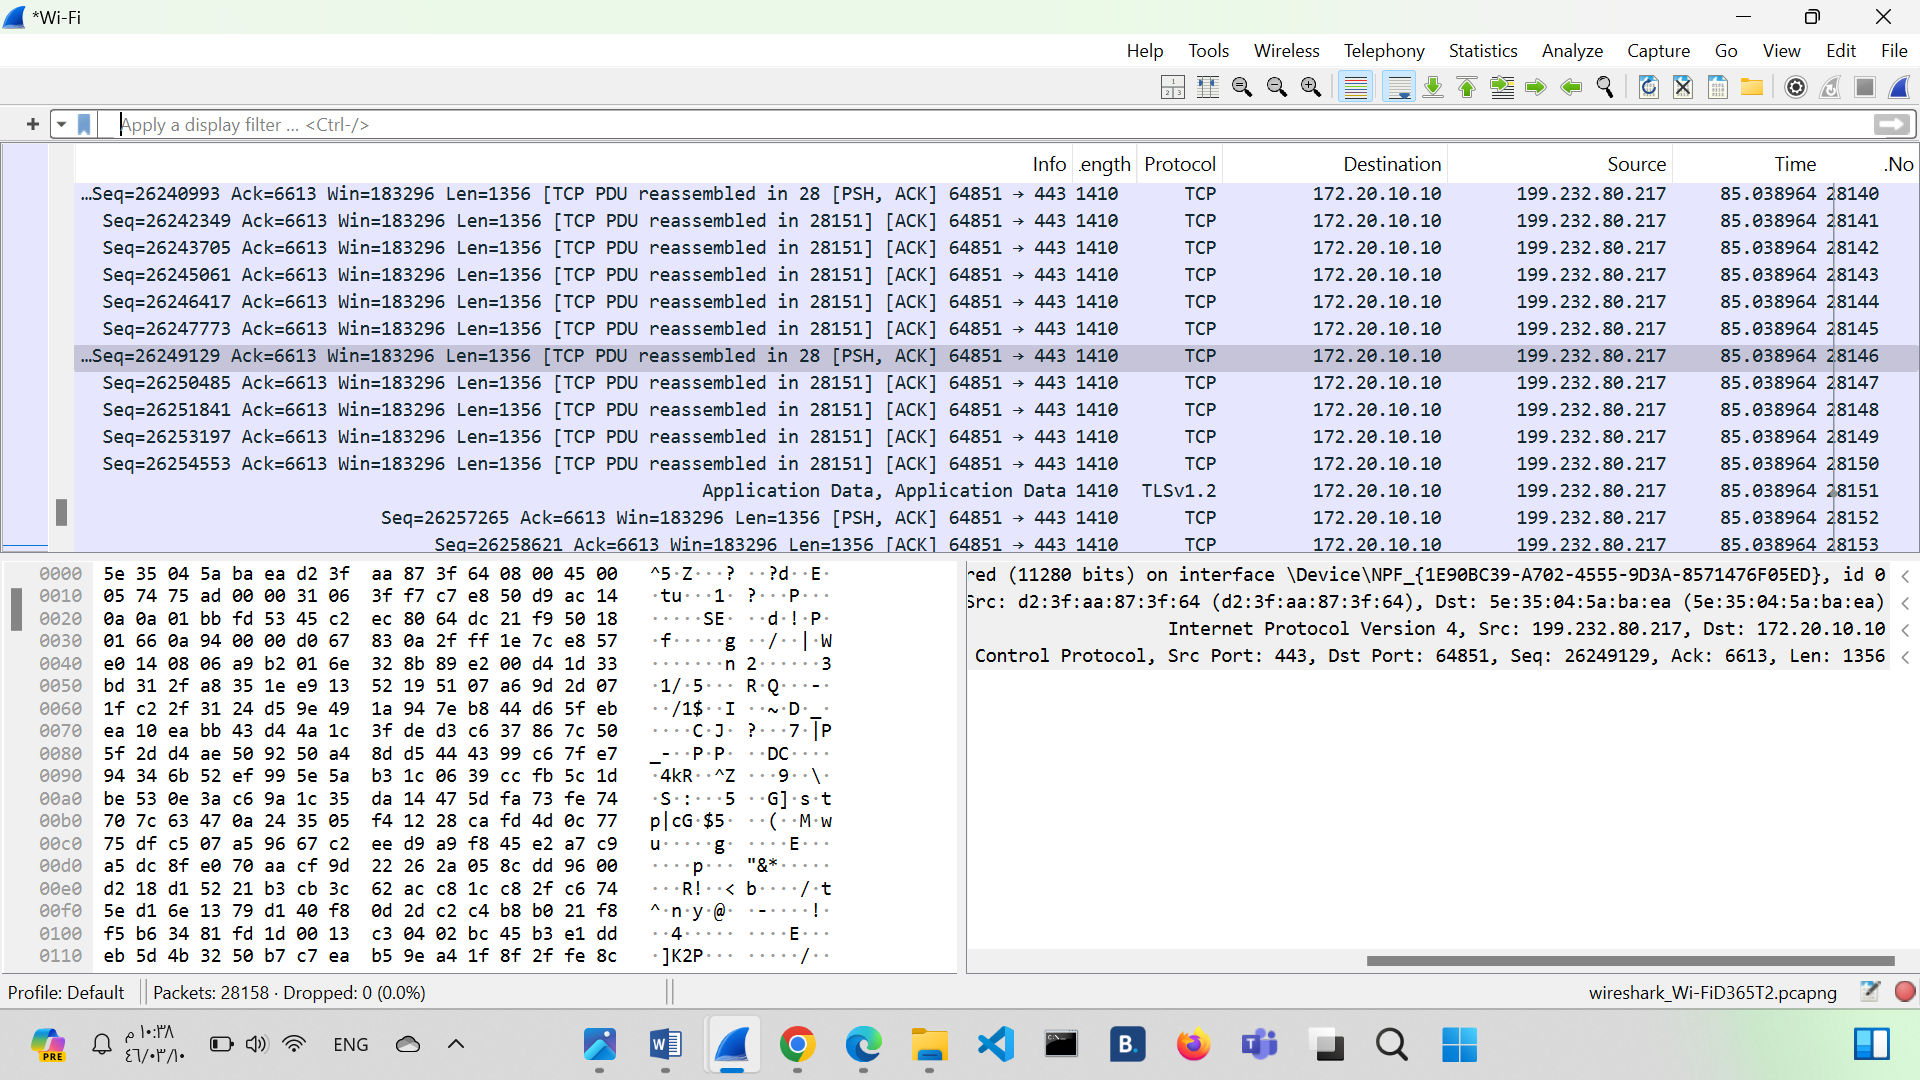 *Wi-Fi
Help Tools Wireless Telephony Statistics Analyze Capture Go View Edit File
Apply a display filter ... <Ctrl-/>
Info .ength Protocol Destination Source Time .No
...Seq=26240993 Ack=6613 Win=183296 Len=1356 [TCP PDU reassembled in 28 [PSH, ACK] 64851 → 443 1410 TCP 172.20.10.10 199.232.80.217 85.038964 28140
Seq=26242349 Ack=6613 Win=183296 Len=1356 [TCP PDU reassembled in 28151] [ACK] 64851 → 443 1410 TCP 172.20.10.10 199.232.80.217 85.038964 28141
Seq=26243705 Ack=6613 Win=183296 Len=1356 [TCP PDU reassembled in 28151] [ACK] 64851 → 443 1410 TCP 172.20.10.10 199.232.80.217 85.038964 28142
Seq=26245061 Ack=6613 Win=183296 Len=1356 [TCP PDU reassembled in 28151] [ACK] 64851 → 443 1410 TCP 172.20.10.10 199.232.80.217 85.038964 28143
Seq=26246417 Ack=6613 Win=183296 Len=1356 [TCP PDU reassembled in 28151] [ACK] 64851 → 443 1410 TCP 172.20.10.10 199.232.80.217 85.038964 28144
Seq=26247773 Ack=6613 Win=183296 Len=1356 [TCP PDU reassembled in 28151] [ACK] 64851 → 443 1410 TCP 172.20.10.10 199.232.80.217 85.038964 28145
...Seq=26249129 Ack=6613 Win=183296 Len=1356 [TCP PDU reassembled in 28 [PSH, ACK] 64851 → 443 1410 TCP 172.20.10.10 199.232.80.217 85.038964 28146
Seq=26250485 Ack=6613 Win=183296 Len=1356 [TCP PDU reassembled in 28151] [ACK] 64851 → 443 1410 TCP 172.20.10.10 199.232.80.217 85.038964 28147
Seq=26251841 Ack=6613 Win=183296 Len=1356 [TCP PDU reassembled in 28151] [ACK] 64851 → 443 1410 TCP 172.20.10.10 199.232.80.217 85.038964 28148
Seq=26253197 Ack=6613 Win=183296 Len=1356 [TCP PDU reassembled in 28151] [ACK] 64851 → 443 1410 TCP 172.20.10.10 199.232.80.217 85.038964 28149
Seq=26254553 Ack=6613 Win=183296 Len=1356 [TCP PDU reassembled in 28151] [ACK] 64851 → 443 1410 TCP 172.20.10.10 199.232.80.217 85.038964 28150
Application Data, Application Data 1410 TLSv1.2 172.20.10.10 199.232.80.217 85.038964 28151
Seq=26257265 Ack=6613 Win=183296 Len=1356 [PSH, ACK] 64851 → 443 1410 TCP 172.20.10.10 199.232.80.217 85.038964 28152
Seq=26258621 Ack=6613 Win=183296 Len=1356 [ACK] 64851 → 443 1410 TCP 172.20.10.10 199.232.80.217 85.038964 28153
0000 5e 35 04 5a ba ea d2 3f aa 87 3f 64 08 00 45 00 ^5·Z···? ··?d··E·
0010 05 74 75 ad 00 00 31 06 3f f7 c7 e8 50 d9 ac 14 ·tu···1· ?···P···
0020 0a 0a 01 bb fd 53 45 c2 ec 80 64 dc 21 f9 50 18 ·····SE· ··d·!·P·
0030 01 66 0a 94 00 00 d0 67 83 0a 2f ff 1e 7c e8 57 ·f·····g ··/··|·W
0040 e0 14 08 06 a9 b2 01 6e 32 8b 89 e2 00 d4 1d 33 ·······n 2······3
0050 bd 31 2f a8 35 1e e9 13 52 19 51 07 a6 9d 2d 07 ·1/·5··· R·Q···-·
0060 1f c2 2f 31 24 d5 9e 49 1a 94 7e b8 44 d6 5f eb ··/1$··I ··~·D·_·
0070 ea 10 ea bb 43 d4 4a 1c 3f de d3 c6 37 86 7c 50 ····C·J· ?···7·|P
0080 5f 2d d4 ae 50 92 50 a4 8d d5 44 43 99 c6 7f e7 _-··P·P· ··DC····
0090 94 34 6b 52 ef 99 5e 5a b3 1c 06 39 cc fb 5c 1d ·4kR··^Z ···9··\·
00a0 be 53 0e 3a c6 9a 1c 35 da 14 47 5d fa 73 fe 74 ·S·:···5 ··G]·s·t
00b0 70 7c 63 47 0a 24 35 05 f4 12 28 ca fd 4d 0c 77 p|cG·$5· ··(··M·w
00c0 75 df c5 07 a5 96 67 c2 ee d9 a9 f8 45 e2 a7 c9 u·····g· ····E···
00d0 a5 dc 8f e0 70 aa cf 9d 22 26 2a 05 8c dd 96 00 ····p··· "&*·····
00e0 d2 18 d1 52 21 b3 cb 3c 62 ac c8 1c c8 2f c6 74 ···R!··< b····/·t
00f0 5e d1 6e 13 79 d1 40 f8 0d 2d c2 c4 b8 b0 21 f8 ^·n·y·@· ·-····!·
0100 f5 b6 34 81 fd 1d 00 13 c3 04 02 bc 45 b3 e1 dd ··4····· ····E···
0110 eb 5d 4b 32 50 b7 c7 ea b5 9e a4 1f 8f 2f fe 8c ·]K2P··· ·····/··
red (11280 bits) on interface \Device\NPF_{1E90BC39-A702-4555-9D3A-8571476F05ED}, id 0
Src: d2:3f:aa:87:3f:64 (d2:3f:aa:87:3f:64), Dst: 5e:35:04:5a:ba:ea (5e:35:04:5a:ba:ea)
Internet Protocol Version 4, Src: 199.232.80.217, Dst: 172.20.10.10
Control Protocol, Src Port: 443, Dst Port: 64851, Seq: 26249129, Ack: 6613, Len: 1356
Profile: Default Packets: 28158 · Dropped: 0 (0.0%) wireshark_Wi-FiD365T2.pcapng
PRE
١٠:٣٨ م
٤٦/٠٣/١٠
ENG
B.